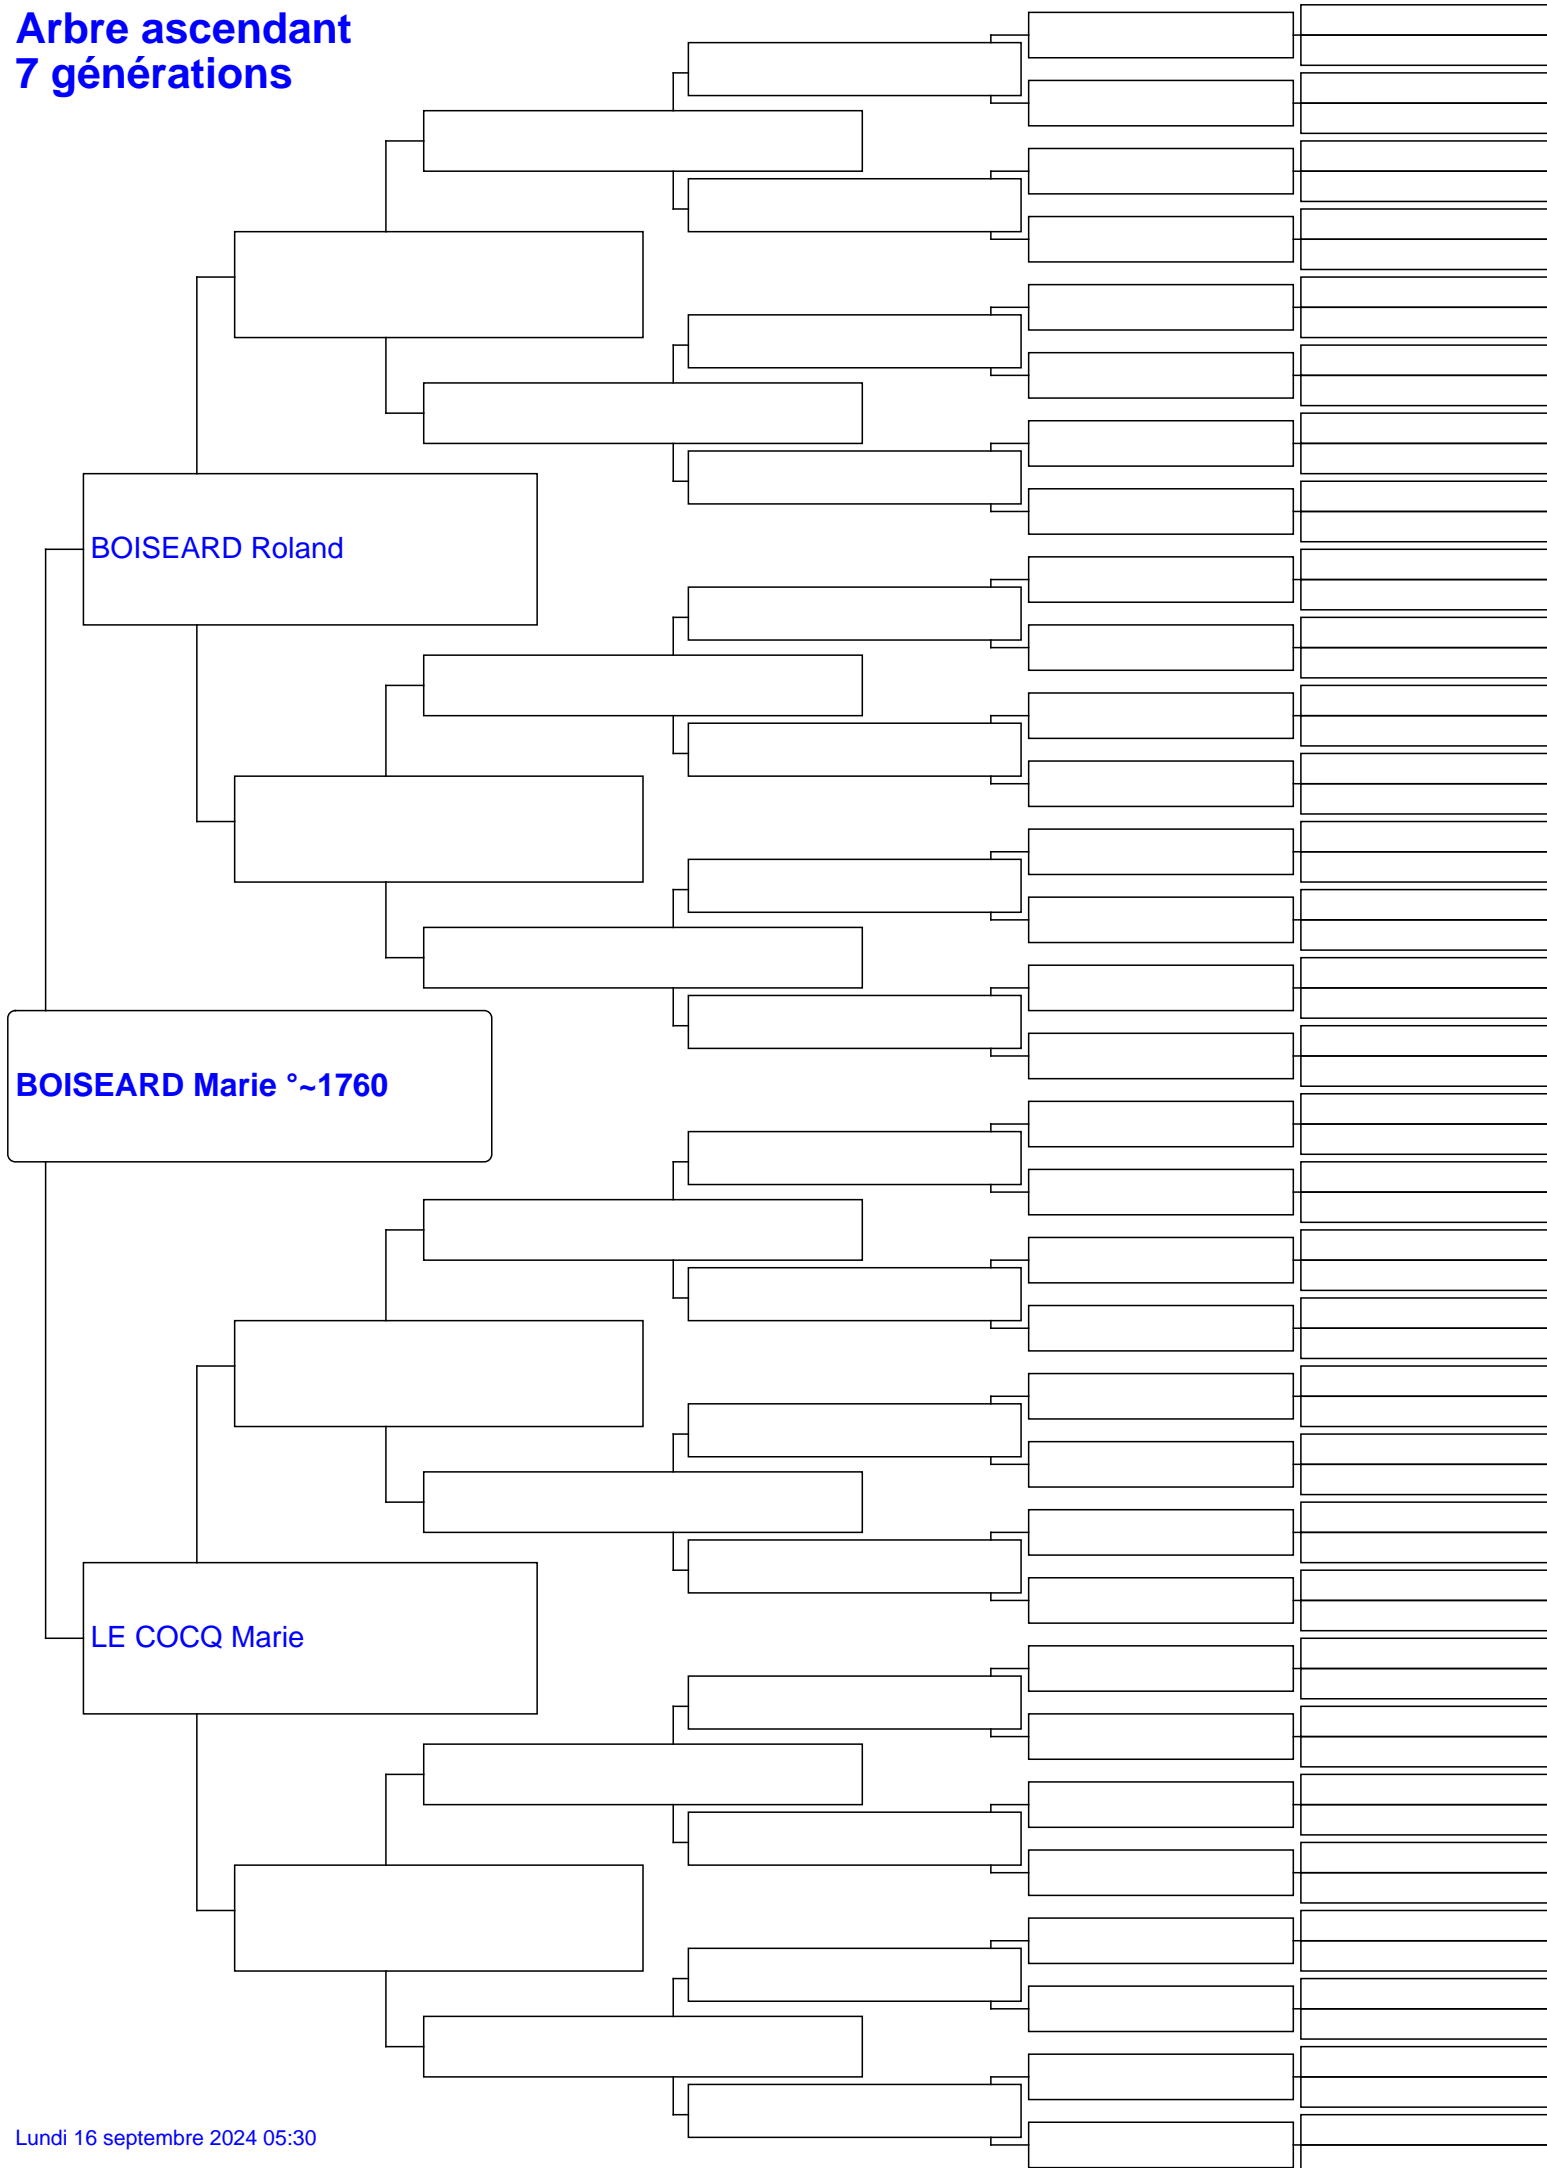 Arbre ascendant
7 générations
BOISEARD Roland
BOISEARD Marie °~1760
LE COCQ Marie
Lundi 16 septembre 2024 05:30